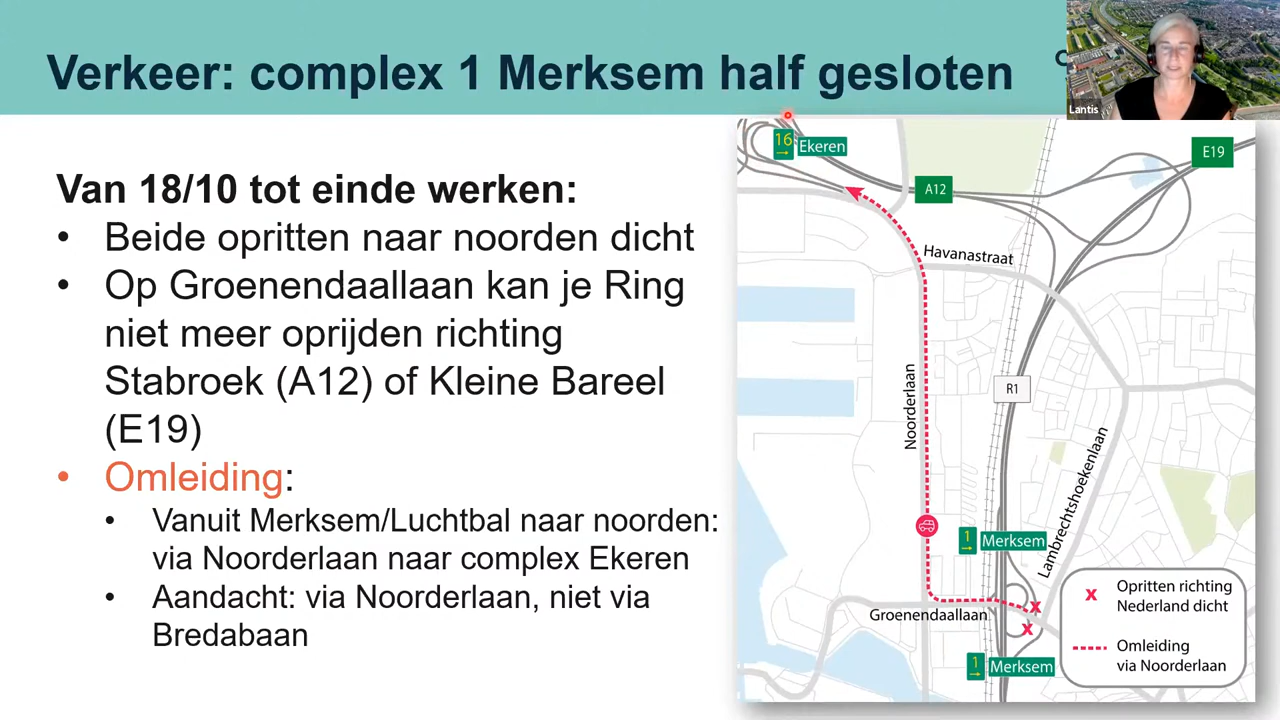 Verkeer: complex 1 Merksem half gesloten
Lantis
Van 18/10 tot einde werken:
• Beide opritten naar noorden dicht
• Op Groenendaallaan kan je Ring
niet meer oprijden richting
Stabroek (A12) of Kleine Bareel
(E19)
• Omleiding:
• Vanuit Merksem/Luchtbal naar noorden:
via Noorderlaan naar complex Ekeren
• Aandacht: via Noorderlaan, niet via
Bredabaan
16 → Ekeren
E19
A12
Havanastraat
Noorderlaan
R1
Lambrechtshoekenlaan
1 → Merksem
Groenendaallaan
1 → Merksem
x Opritten richting
Nederland dicht
Omleiding
via Noorderlaan